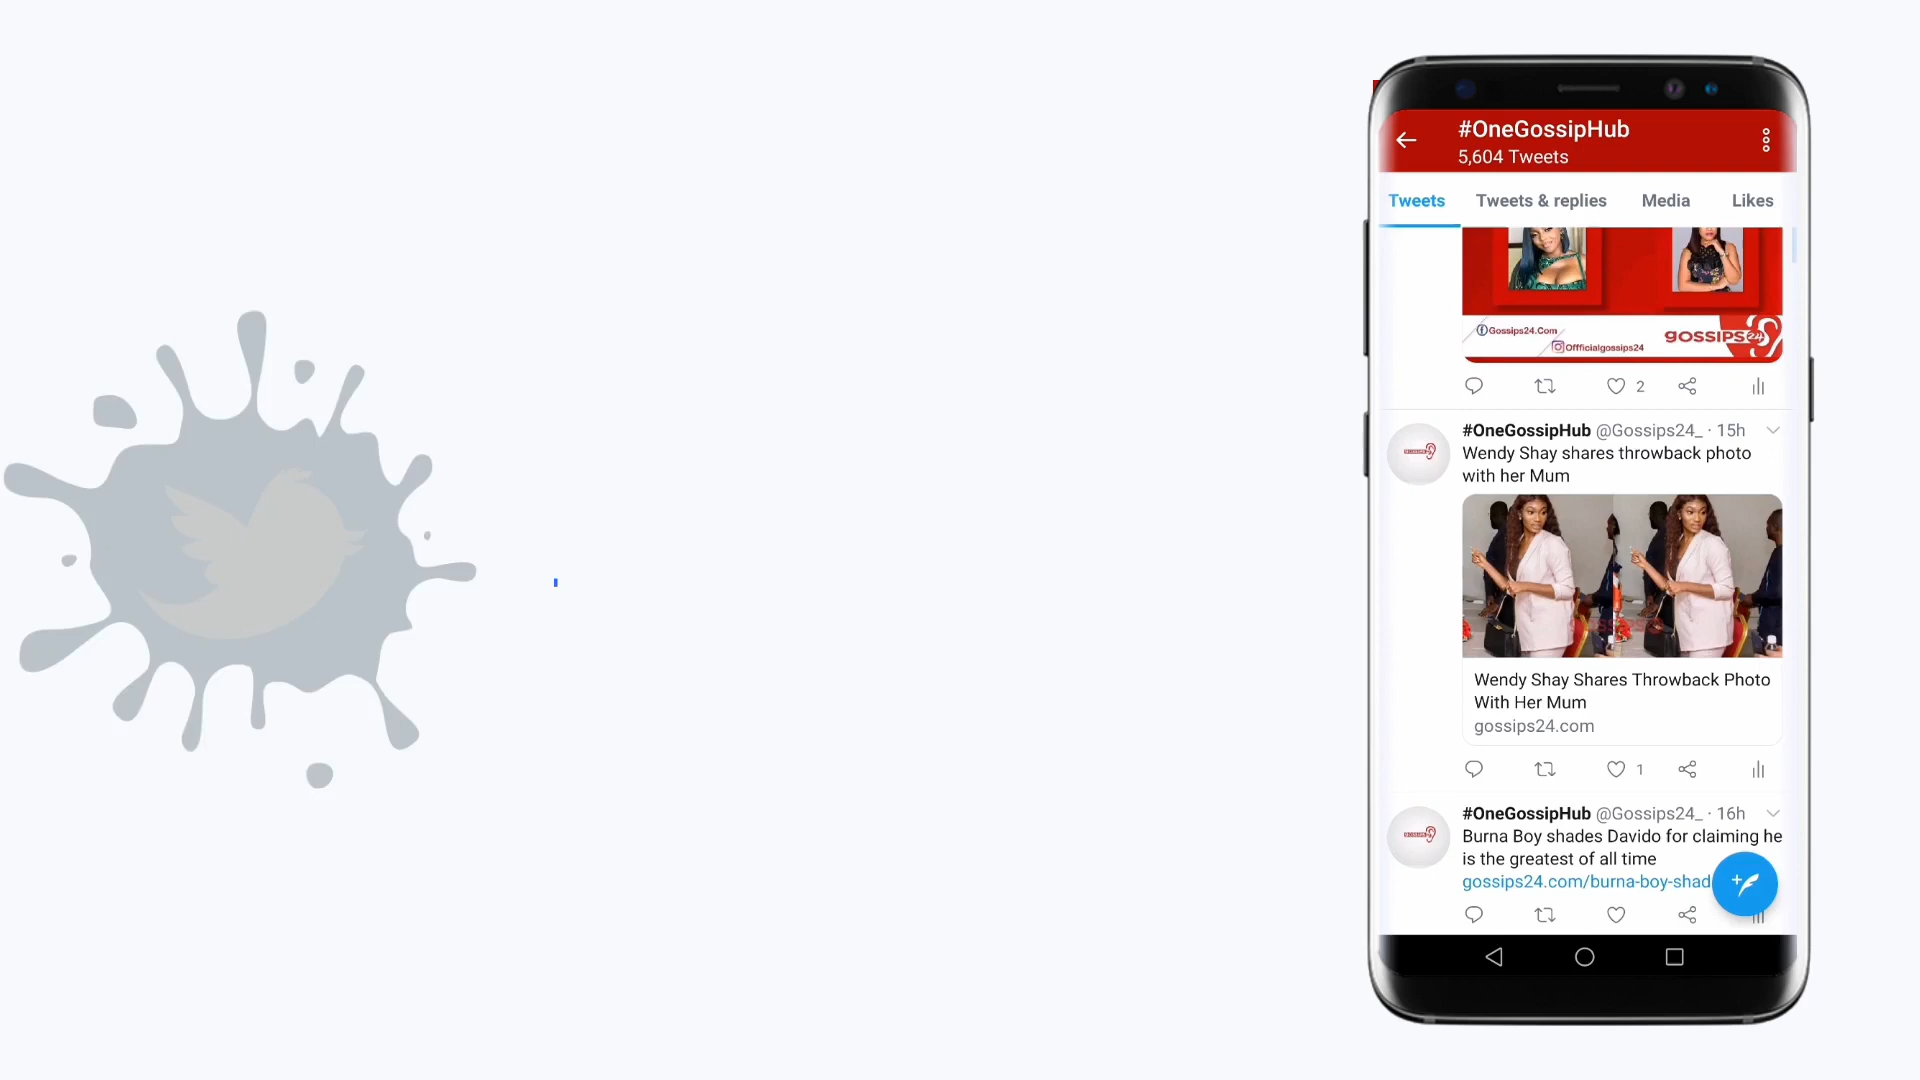 #OneGossipHub
5,604 Tweets
Tweets
Tweets & replies
Media
Likes
Gossips24.Com
Offficialgossips24
gossips24
2
#OneGossipHub @Gossips24_ · 15h
Wendy Shay shares throwback photo
with her Mum
Wendy Shay Shares Throwback Photo
With Her Mum
gossips24.com
1
#OneGossipHub @Gossips24_ · 16h
Burna Boy shades Davido for claiming he
is the greatest of all time
gossips24.com/burna-boy-shad